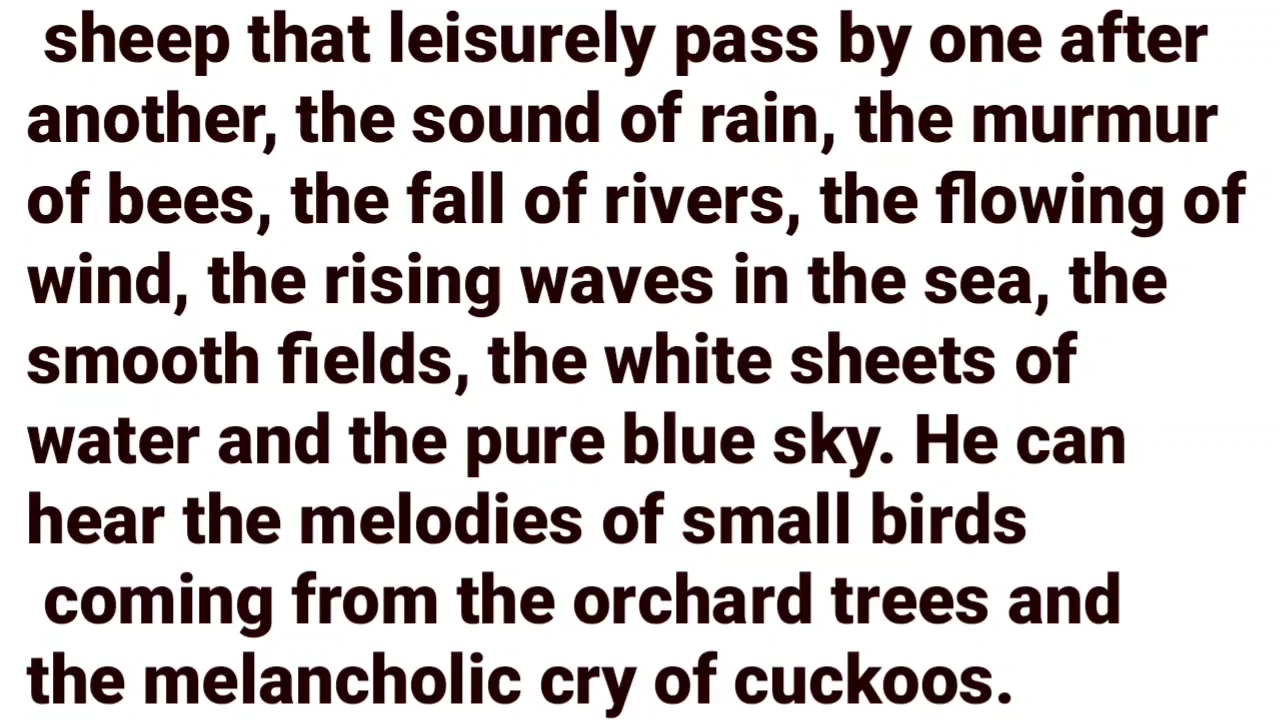 sheep that leisurely pass by one after
another, the sound of rain, the murmur
of bees, the fall of rivers, the flowing of
wind, the rising waves in the sea, the
smooth fields, the white sheets of
water and the pure blue sky. He can
hear the melodies of small birds
coming from the orchard trees and
the melancholic cry of cuckoos.